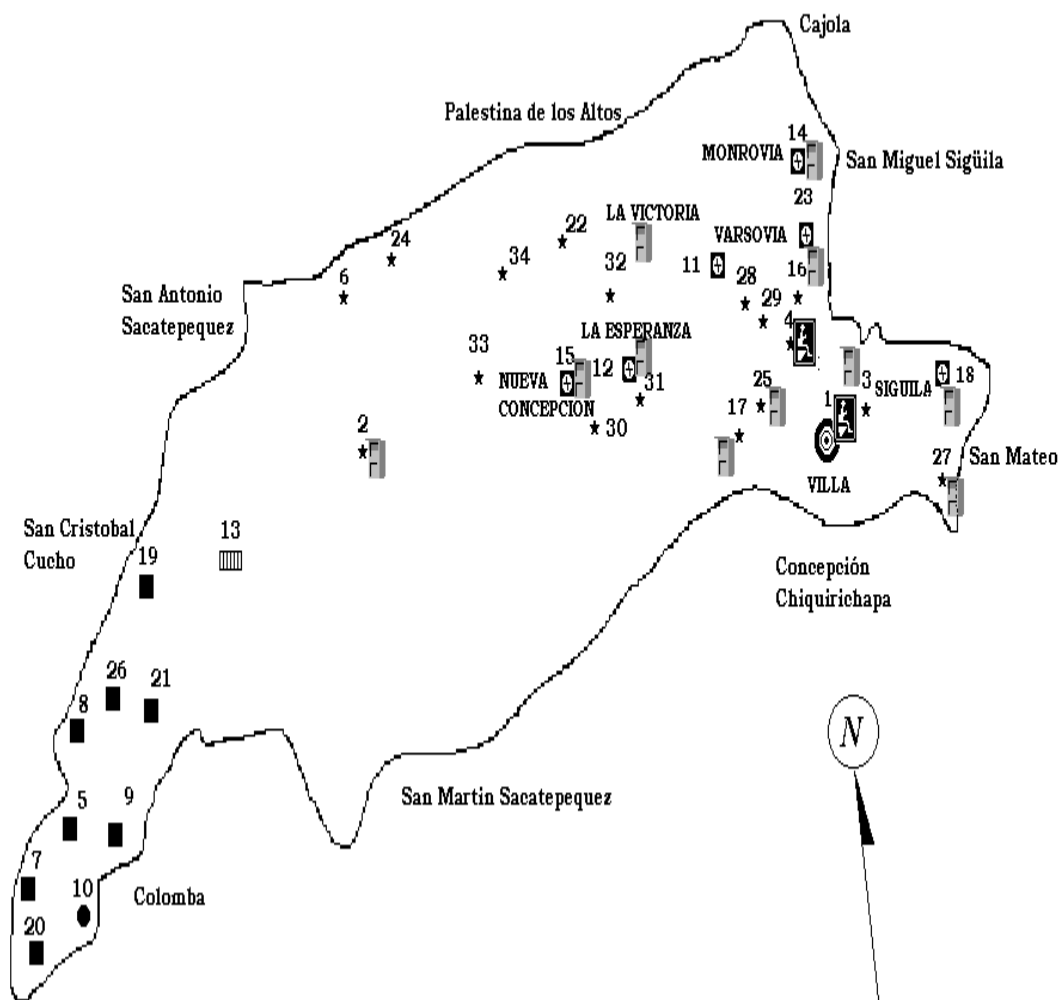 Cajola
Palestina de los Altos
14
MONROVIA
San Miguel Sigüila
23
LA VICTORIA
22
VARSOVIA
24
34
11
32
16
6
28
29
San Antonio
Sacatepequez
4
LA ESPERANZA
33
15
12
NUEVA
CONCEPCION
31
25
1
3
SIGUILA
18
17
30
2
VILLA
27
San Mateo
San Cristobal
Cucho
13
19
Concepción
Chiquirichapa
26
21
8
N
San Martin Sacatepequez
5
9
7
10
Colomba
20